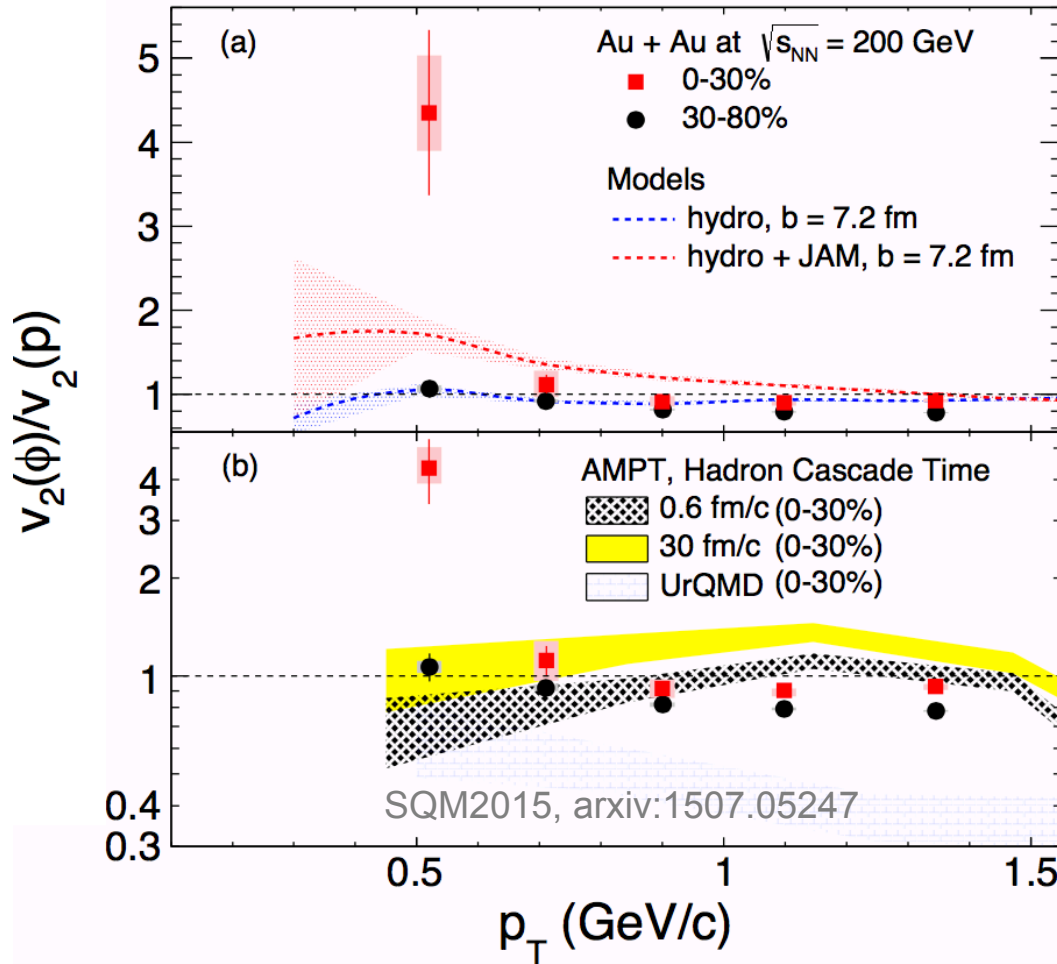 (a)
Au + Au at √s_NN = 200 GeV
0-30%
30-80%
Models
hydro, b = 7.2 fm
hydro + JAM, b = 7.2 fm
5
4
3
2
1
v₂(ϕ)/v₂(p)
(b)
AMPT, Hadron Cascade Time
0.6 fm/c (0-30%)
30 fm/c (0-30%)
UrQMD (0-30%)
4
3
2
1
0.4
0.3
SQM2015, arxiv:1507.05247
0.5 1 1.5
p_T (GeV/c)